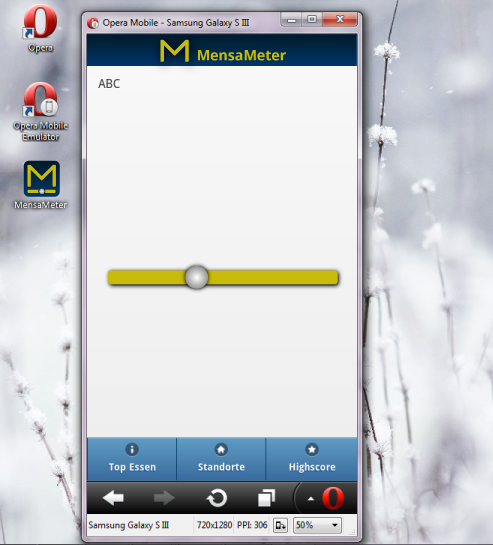 Opera
Opera Mobile
Emulator
MensaMeter
Opera Mobile - Samsung Galaxy S III
MensaMeter
ABC
Top Essen
Standorte
Highscore
Samsung Galaxy S III
720x1280
PPI: 306
50%